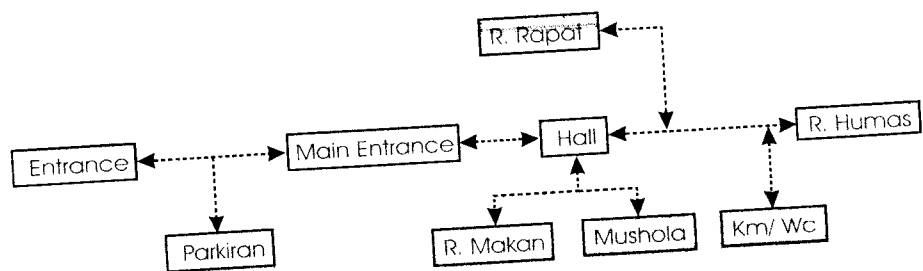 R. Rapat
R. Humas
Hall
Main Entrance
Entrance
Km/ Wc
Mushola
R. Makan
Parkiran